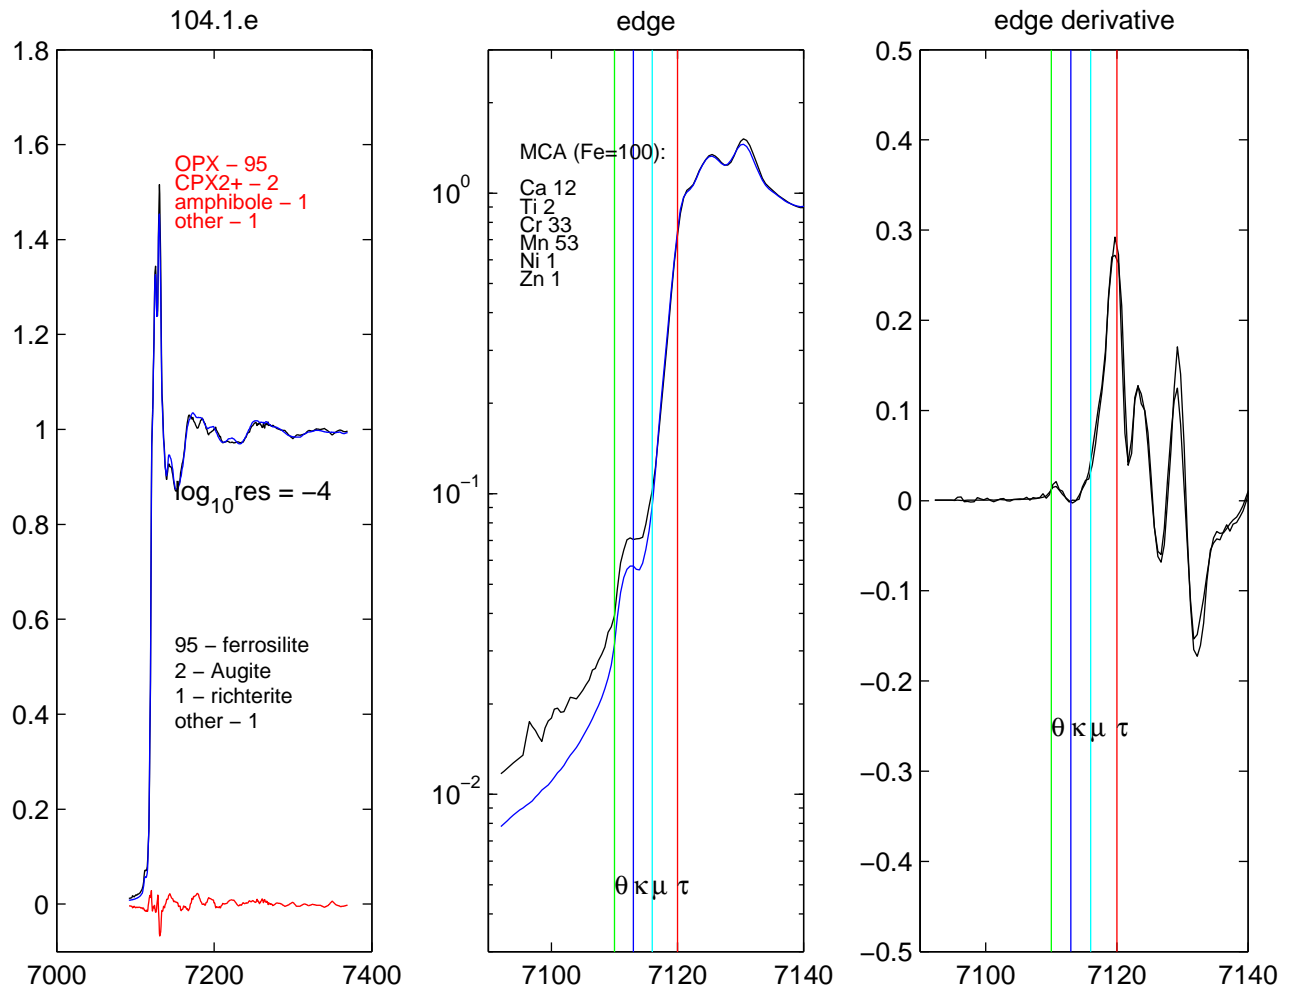 104.1.e
1.8
1.6
1.4
1.2
1
0.8
0.6
0.4
0.2
0
7000
7200
7400
OPX – 95
CPX2+ – 2
amphibole – 1
other – 1
log10res = −4
95 – ferrosilite
2 – Augite
1 – richterite
other – 1
edge
10^0
10^−1
10^−2
7100
7120
7140
MCA (Fe=100):
Ca 12
Ti 2
Cr 33
Mn 53
Ni 1
Zn 1
θ κ μ τ
edge derivative
0.5
0.4
0.3
0.2
0.1
0
−0.1
−0.2
−0.3
−0.4
−0.5
7100
7120
7140
θ κ μ τ